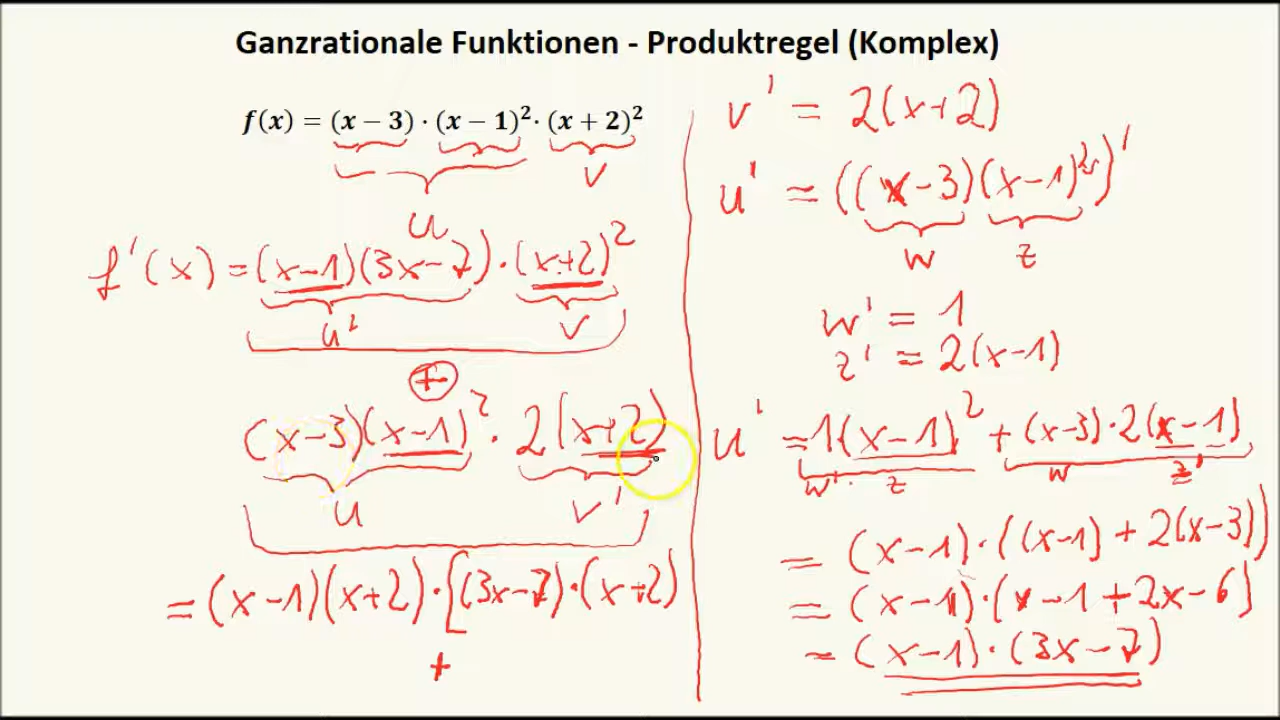 Ganzrationale Funktionen - Produktregel (Komplex)
f(x) = (x − 3) · (x − 1)² · (x + 2)²
v
u
f'(x) = (x−1)(3x−7) · (x+2)²
u' v
+
(x−3)(x−1)² · 2(x+2)
u v'
= (x−1)(x+2) · [(3x−7) · (x+2)
+
v' = 2(x+2)
u' = ((x−3)(x−1)²)'
w z
w' = 1
z' = 2(x−1)
u' = 1(x−1)² + (x−3) · 2(x−1)
w' · z w z'
= (x−1) · ((x−1) + 2(x−3))
= (x−1) · (x−1+2x−6)
= (x−1) · (3x−7)